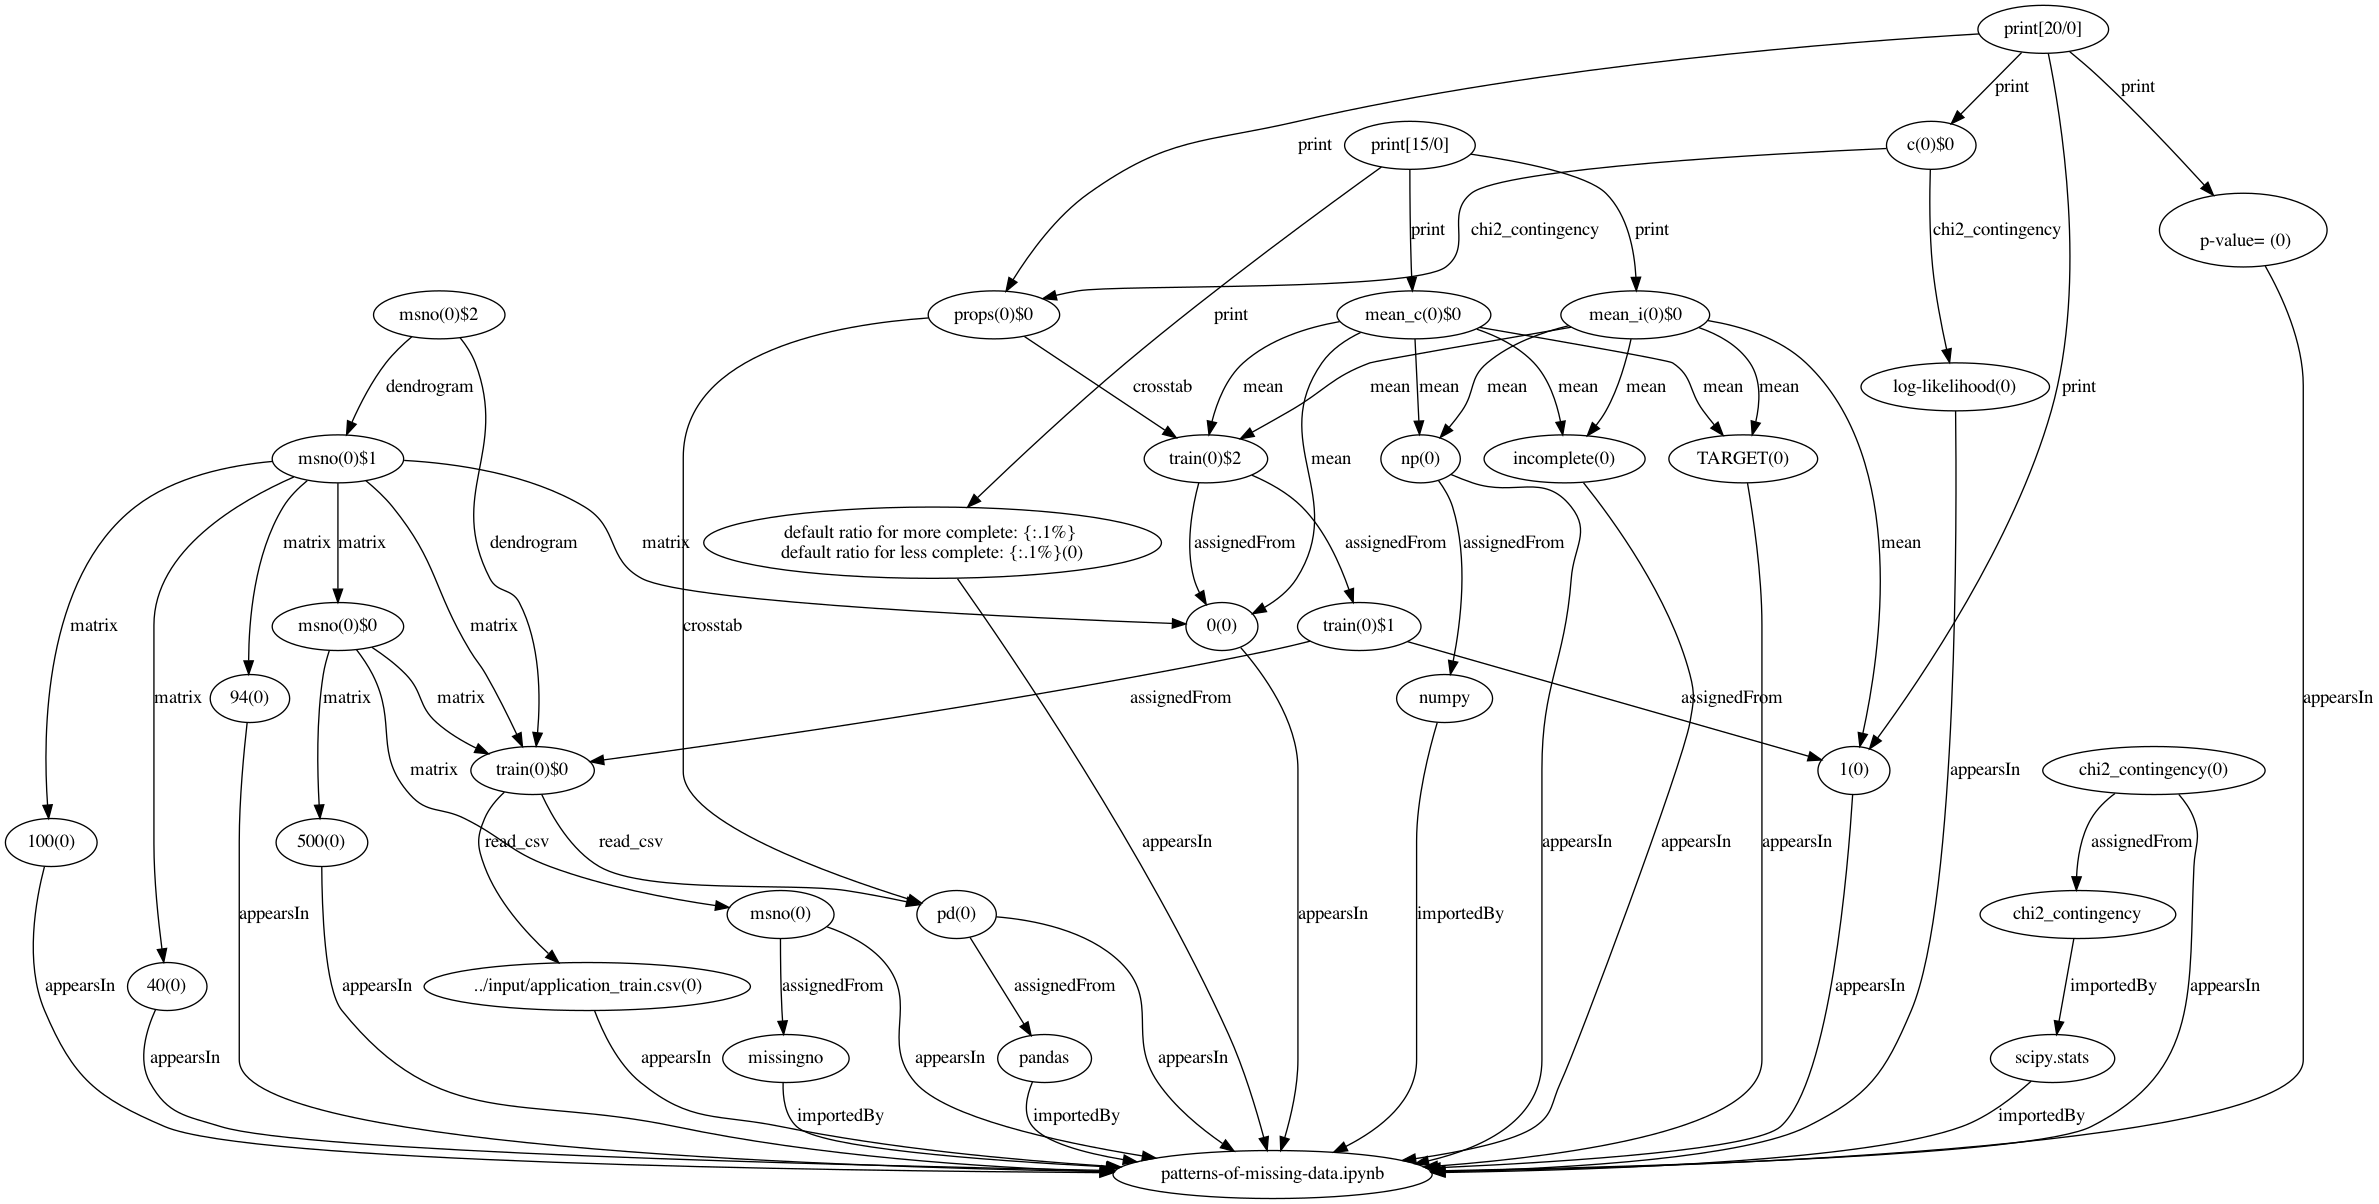 print[20/0]
print
print
print
print[15/0]
c(0)$0
print
print
chi2_contingency
print
chi2_contingency
p-value= (0)
msno(0)$2
props(0)$0
print
mean_c(0)$0
mean_i(0)$0
dendrogram
crosstab
mean
mean
mean
mean
mean
mean
mean
mean
log-likelihood(0)
print
msno(0)$1
train(0)$2
mean
np(0)
incomplete(0)
TARGET(0)
matrix
matrix
dendrogram
matrix
default ratio for more complete: {:.1%}
default ratio for less complete: {:.1%}(0)
assignedFrom
assignedFrom
assignedFrom
mean
matrix
msno(0)$0
matrix
crosstab
0(0)
train(0)$1
matrix
94(0)
matrix
matrix
assignedFrom
numpy
assignedFrom
appearsIn
matrix
train(0)$0
1(0)
appearsIn
chi2_contingency(0)
100(0)
500(0)
read_csv
read_csv
appearsIn
appearsIn
appearsIn
appearsIn
assignedFrom
appearsIn
msno(0)
pd(0)
appearsIn
importedBy
chi2_contingency
appearsIn
40(0)
appearsIn
../input/application_train.csv(0)
assignedFrom
assignedFrom
appearsIn
importedBy
appearsIn
appearsIn
appearsIn
missingno
appearsIn
pandas
appearsIn
scipy.stats
importedBy
importedBy
importedBy
patterns-of-missing-data.ipynb